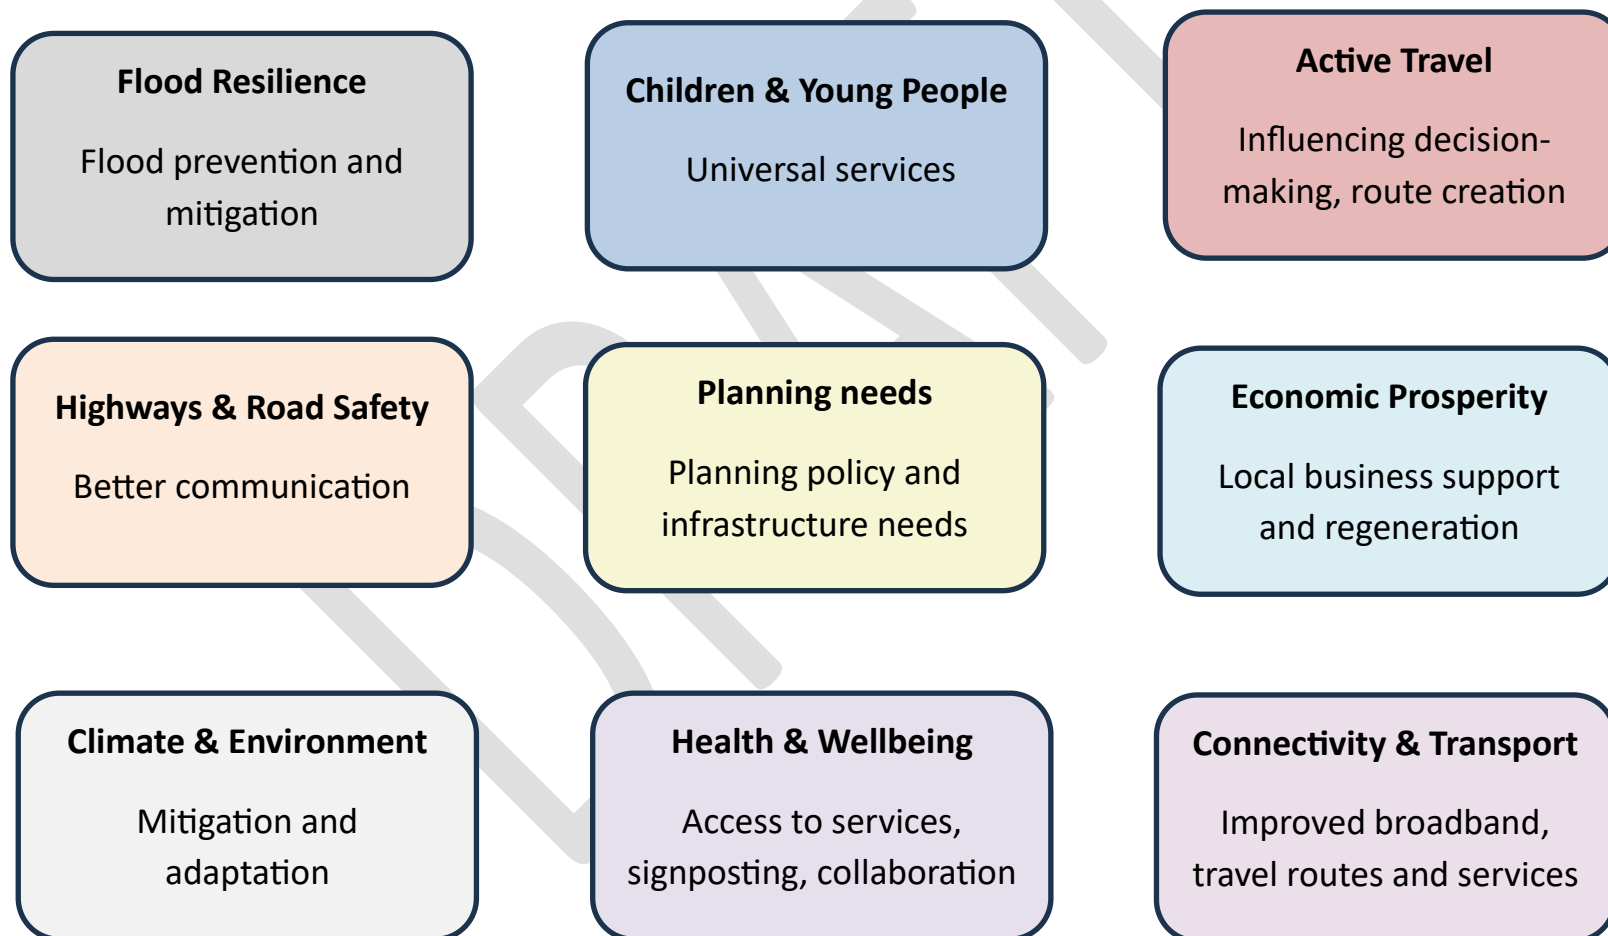 Flood Resilience
Flood prevention and
mitigation
Children & Young People
Universal services
Active Travel
Influencing decision-
making, route creation
Highways & Road Safety
Better communication
Planning needs
Planning policy and
infrastructure needs
Economic Prosperity
Local business support
and regeneration
Climate & Environment
Mitigation and
adaptation
Health & Wellbeing
Access to services,
signposting, collaboration
Connectivity & Transport
Improved broadband,
travel routes and services
DRAFT